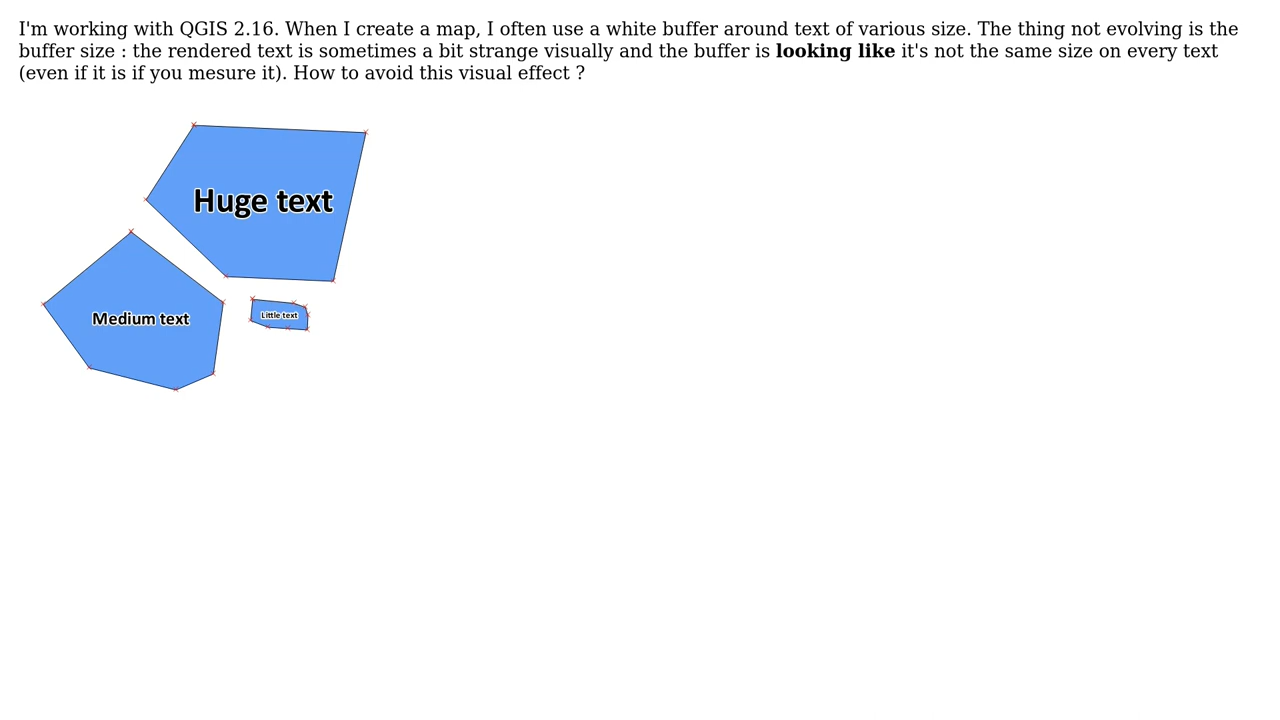 I'm working with QGIS 2.16. When I create a map, I often use a white buffer around text of various size. The thing not evolving is the
buffer size : the rendered text is sometimes a bit strange visually and the buffer is looking like it's not the same size on every text
(even if it is if you mesure it). How to avoid this visual effect ?
Huge text
Medium text
Little text